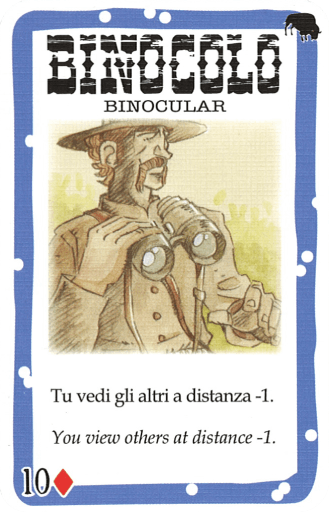 BINOCOLO
BINOCULAR
Tu vedi gli altri a distanza -1.
You view others at distance -1.
10♦